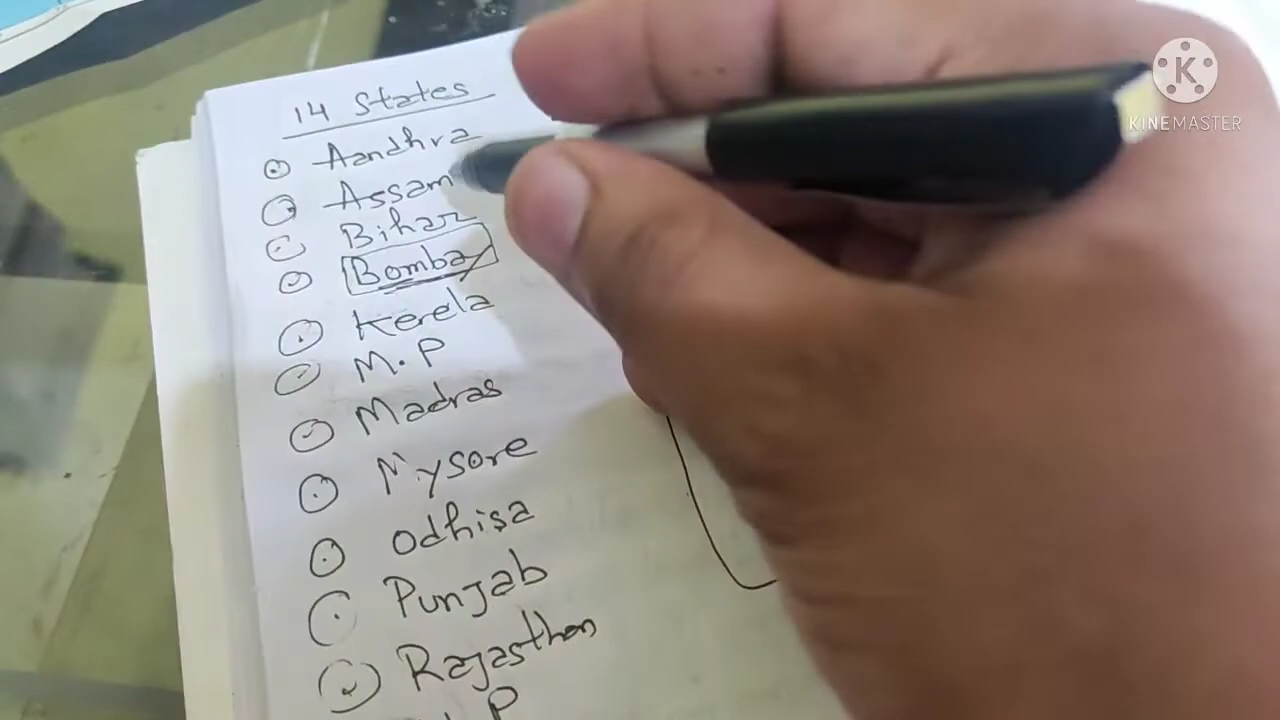 14 States
Aandhra
Assam
Bihar
Bombay
Kerela
M.P
Madras
Mysore
odhisa
Punjab
Rajasthan
K
KINEMASTER